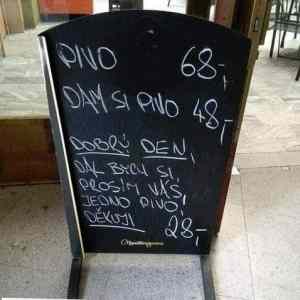 PIVO 68,-
DÁM SI PIVO 48,-
DOBRÝ DEN,
DAL BYCH SI,
PROSÍM VÁS,
JEDNO PIVO,
DĚKUJI 28,-